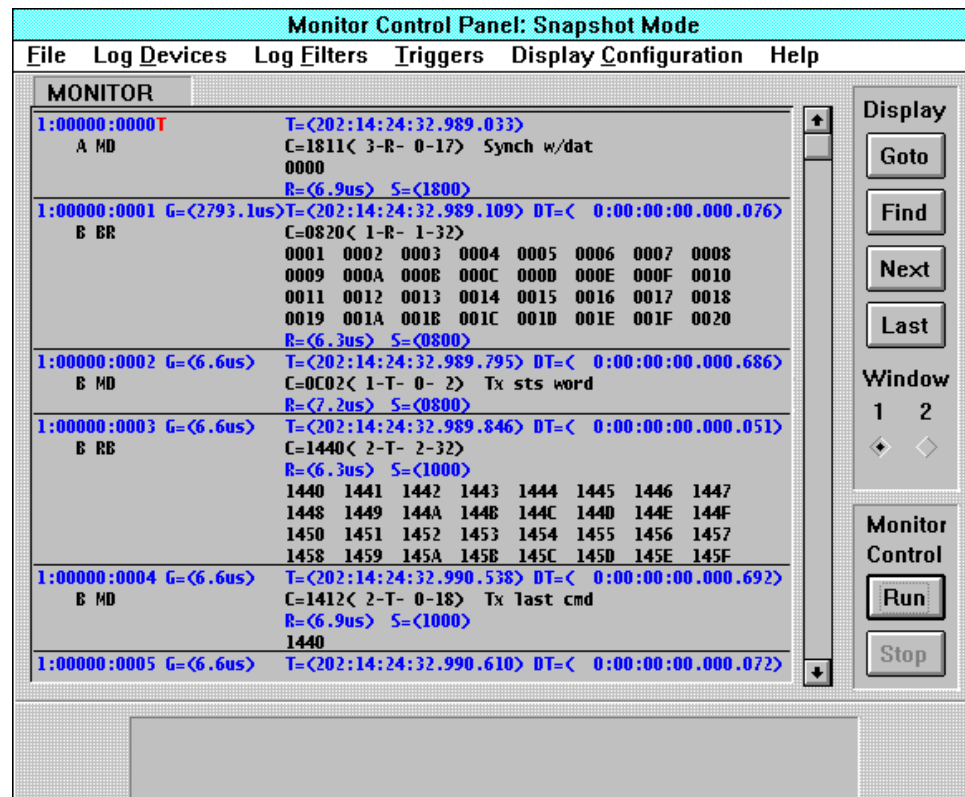 Monitor Control Panel: Snapshot Mode
File Log Devices Log Filters Triggers Display Configuration Help
MONITOR
1:00000:0000T T=<202:14:24:32.989.033>
A MD C=1811< 3-R- 0-17> Synch w/dat
0000
R=<6.9us> S=<1800>
1:00000:0001 G=<2793.1us>T=<202:14:24:32.989.109> DT=< 0:00:00:00.000.076>
B BR C=0820< 1-R- 1-32>
0001 0002 0003 0004 0005 0006 0007 0008
0009 000A 000B 000C 000D 000E 000F 0010
0011 0012 0013 0014 0015 0016 0017 0018
0019 001A 001B 001C 001D 001E 001F 0020
R=<6.3us> S=<0800>
1:00000:0002 G=<6.6us> T=<202:14:24:32.989.795> DT=< 0:00:00:00.000.686>
B MD C=0C02< 1-T- 0- 2> Tx sts word
R=<7.2us> S=<0800>
1:00000:0003 G=<6.6us> T=<202:14:24:32.989.846> DT=< 0:00:00:00.000.051>
B RB C=1440< 2-T- 2-32>
R=<6.3us> S=<1000>
1440 1441 1442 1443 1444 1445 1446 1447
1448 1449 144A 144B 144C 144D 144E 144F
1450 1451 1452 1453 1454 1455 1456 1457
1458 1459 145A 145B 145C 145D 145E 145F
1:00000:0004 G=<6.6us> T=<202:14:24:32.990.538> DT=< 0:00:00:00.000.692>
B MD C=1412< 2-T- 0-18> Tx last cmd
R=<6.9us> S=<1000>
1440
1:00000:0005 G=<6.6us> T=<202:14:24:32.990.610> DT=< 0:00:00:00.000.072>
Display
Goto
Find
Next
Last
Window
1 2
Monitor
Control
Run
Stop